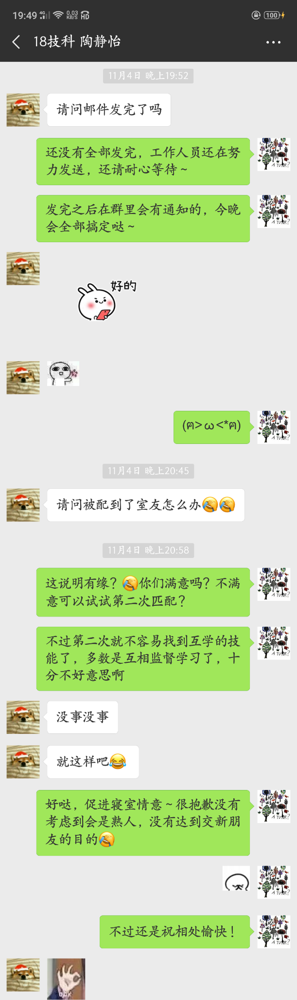 19:49 4G 0.03 KB/S HD 100
18技科 陶静怡
11月4日 晚上19:52
请问邮件发完了吗
还没有全部发完，工作人员还在努
力发送，还请耐心等待～
发完之后在群里会有通知的，今晚
会全部搞定哒～
好的
(ฅ>ω<*ฅ)
11月4日 晚上20:45
请问被配到了室友怎么办🤣🤣
11月4日 晚上20:58
这说明有缘？🤣你们满意吗？不满
意可以试试第二次匹配？
不过第二次就不容易找到互学的技
能了，多数是互相监督学习了，十
分不好意思啊
没事没事
就这样吧😂
好哒，促进寝室情意～很抱歉没有
考虑到会是熟人，没有达到交新朋
友的目的🤣
不过还是祝相处愉快！
ojbk